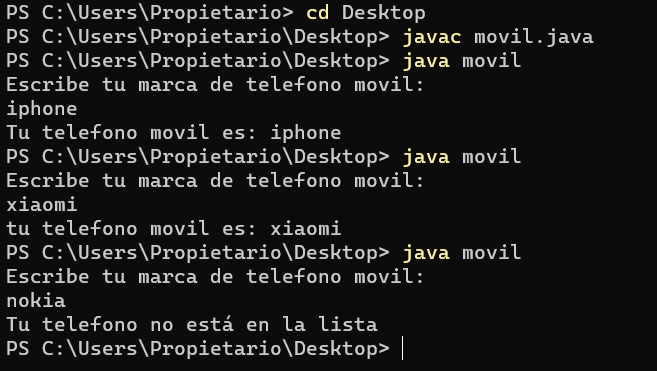 PS C:\Users\Propietario> cd Desktop
PS C:\Users\Propietario\Desktop> javac movil.java
PS C:\Users\Propietario\Desktop> java movil
Escribe tu marca de telefono movil:
iphone
Tu telefono movil es: iphone
PS C:\Users\Propietario\Desktop> java movil
Escribe tu marca de telefono movil:
xiaomi
tu telefono movil es: xiaomi
PS C:\Users\Propietario\Desktop> java movil
Escribe tu marca de telefono movil:
nokia
Tu telefono no está en la lista
PS C:\Users\Propietario\Desktop>